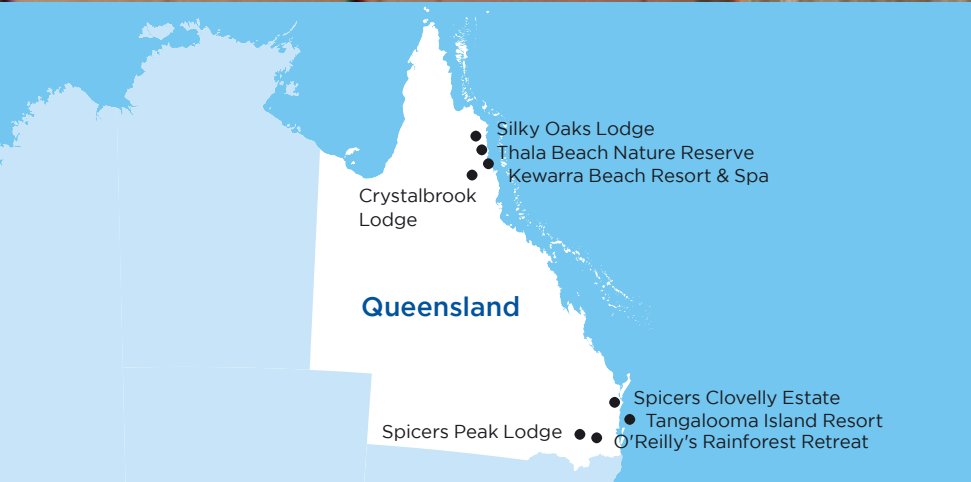 Silky Oaks Lodge
Thala Beach Nature Reserve
Kewarra Beach Resort & Spa
Crystalbrook
Lodge
Queensland
Spicers Clovelly Estate
Tangalooma Island Resort
Spicers Peak Lodge
O'Reilly's Rainforest Retreat